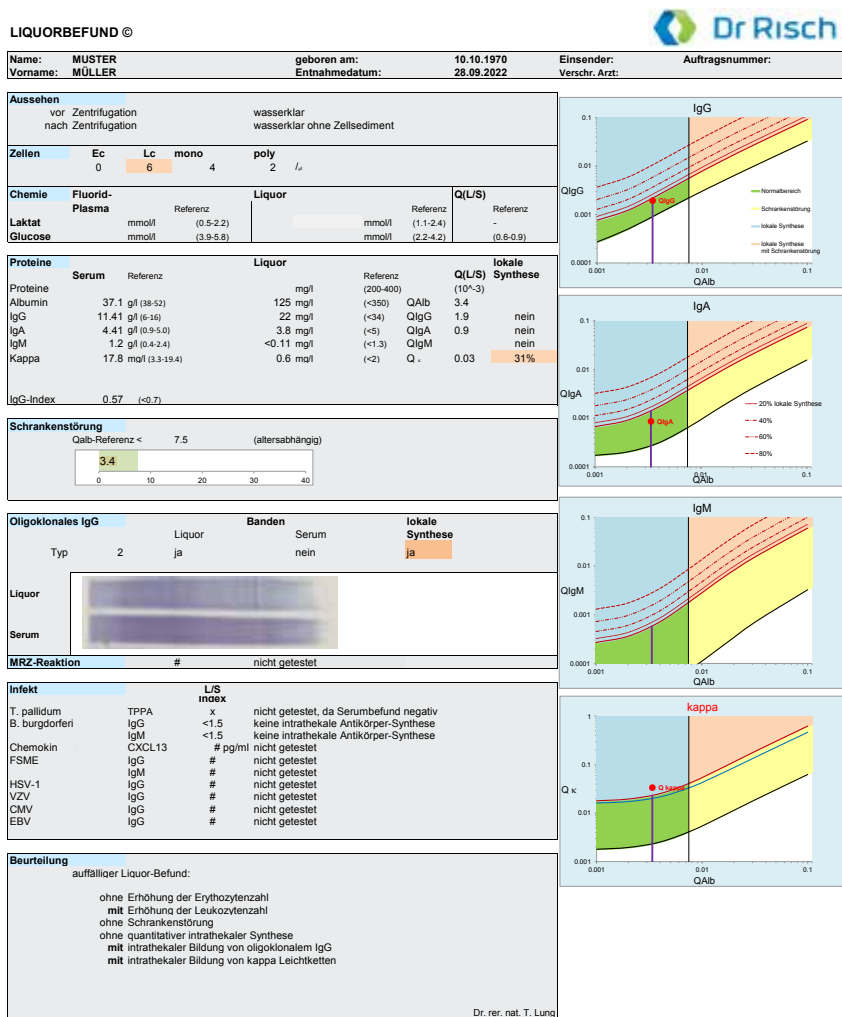 LIQUORBEFUND ©
Dr Risch
Name: MUSTER geboren am: 10.10.1970 Einsender: Auftragsnummer:
Vorname: MÜLLER Entnahmedatum: 28.09.2022 Verschr. Arzt:
Aussehen
vor Zentrifugation wasserklar
nach Zentrifugation wasserklar ohne Zellsediment
Zellen Ec Lc mono poly
0 6 4 2 /µl
Chemie Fluorid- Liquor Q(L/S)
Plasma Referenz Referenz Referenz
Laktat mmol/l (0.5-2.2) mmol/l (1.1-2.4) -
Glucose mmol/l (3.9-5.8) mmol/l (2.2-4.2) (0.6-0.9)
Proteine Liquor lokale
Serum Referenz Referenz Q(L/S) Synthese
Proteine mg/l (200-400) (10^-3)
Albumin 37.1 g/l (38-52) 125 mg/l (<350) QAlb 3.4
IgG 11.41 g/l (6-16) 22 mg/l (<34) QIgG 1.9 nein
IgA 4.41 g/l (0.9-5.0) 3.8 mg/l (<5) QIgA 0.9 nein
IgM 1.2 g/l (0.4-2.4) <0.11 mg/l (<1.3) QIgM nein
Kappa 17.8 mg/l (3.3-19.4) 0.6 mg/l (<2) Q κ 0.03 31%
IgG-Index 0.57 (<0.7)
Schrankenstörung
Qalb-Referenz < 7.5 (altersabhängig)
3.4
0 10 20 30 40
Oligoklonales IgG Banden lokale
Liquor Serum Synthese
Typ 2 ja nein ja
Liquor
Serum
MRZ-Reaktion # nicht getestet
Infekt L/S
Index
T. pallidum TPPA x nicht getestet, da Serumbefund negativ
B. burgdorferi IgG <1.5 keine intrathekale Antikörper-Synthese
IgM <1.5 keine intrathekale Antikörper-Synthese
Chemokin CXCL13 # pg/ml nicht getestet
FSME IgG # nicht getestet
IgM # nicht getestet
HSV-1 IgG # nicht getestet
VZV IgG # nicht getestet
CMV IgG # nicht getestet
EBV IgG # nicht getestet
Beurteilung
auffälliger Liquor-Befund:
ohne Erhöhung der Erythozytenzahl
mit Erhöhung der Leukozytenzahl
ohne Schrankenstörung
ohne quantitativer intrathekaler Synthese
mit intrathekaler Bildung von oligoklonalem IgG
mit intrathekaler Bildung von kappa Leichtketten
Dr. rer. nat. T. Lung
IgG
0.1
0.01
QIgG
QIgG
0.001
0.0001
0.001 0.01 0.1
QAlb
Normalbereich
Schrankenstörung
lokale Synthese
lokale Synthese
mit Schrankenstörung
IgA
0.1
0.01
QIgA
QIgA
0.001
0.0001
0.001 0.01 0.1
QAlb
20% lokale Synthese
40%
60%
80%
IgM
0.1
0.01
QIgM
0.001
0.0001
0.001 0.01 0.1
QAlb
kappa
1
0.1
Q κ
Q kappa
0.01
0.001
0.001 0.01 0.1
QAlb